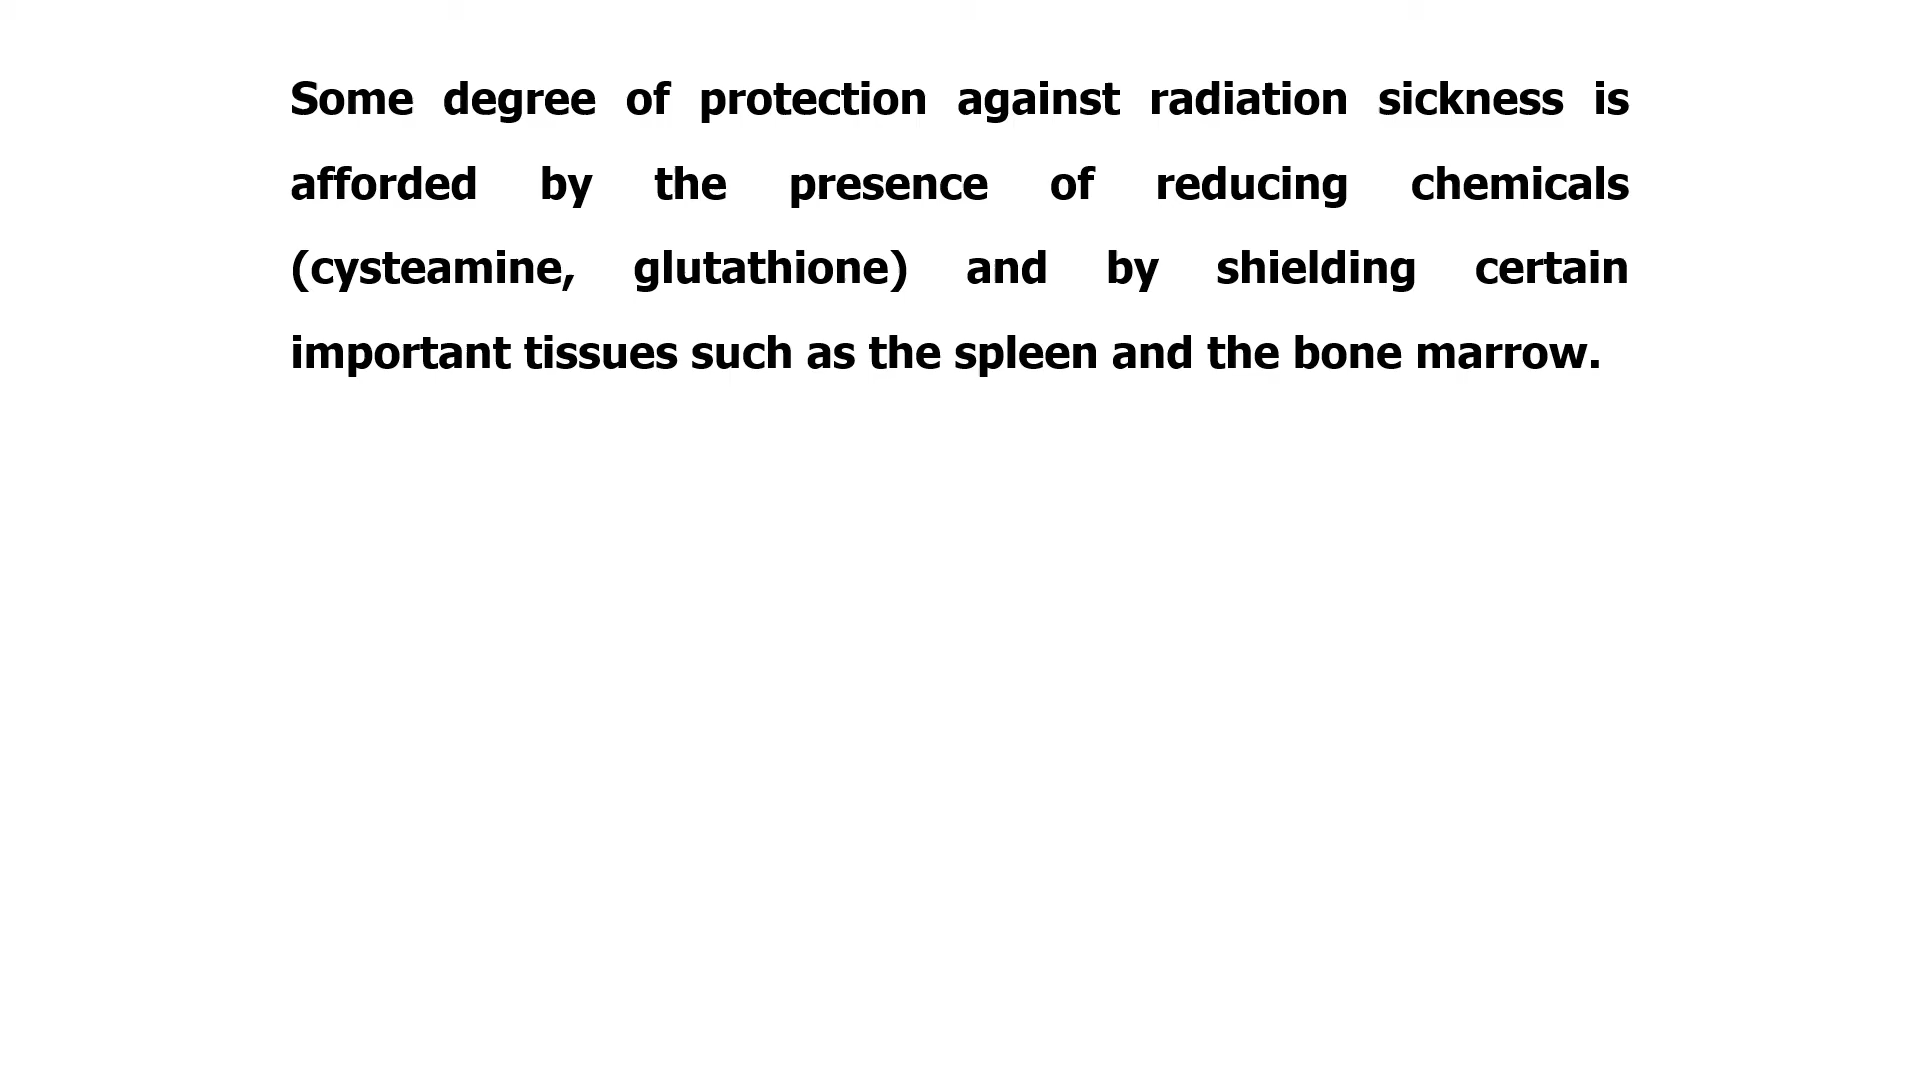 Some degree of protection against radiation sickness is
afforded by the presence of reducing chemicals
(cysteamine, glutathione) and by shielding certain
important tissues such as the spleen and the bone marrow.